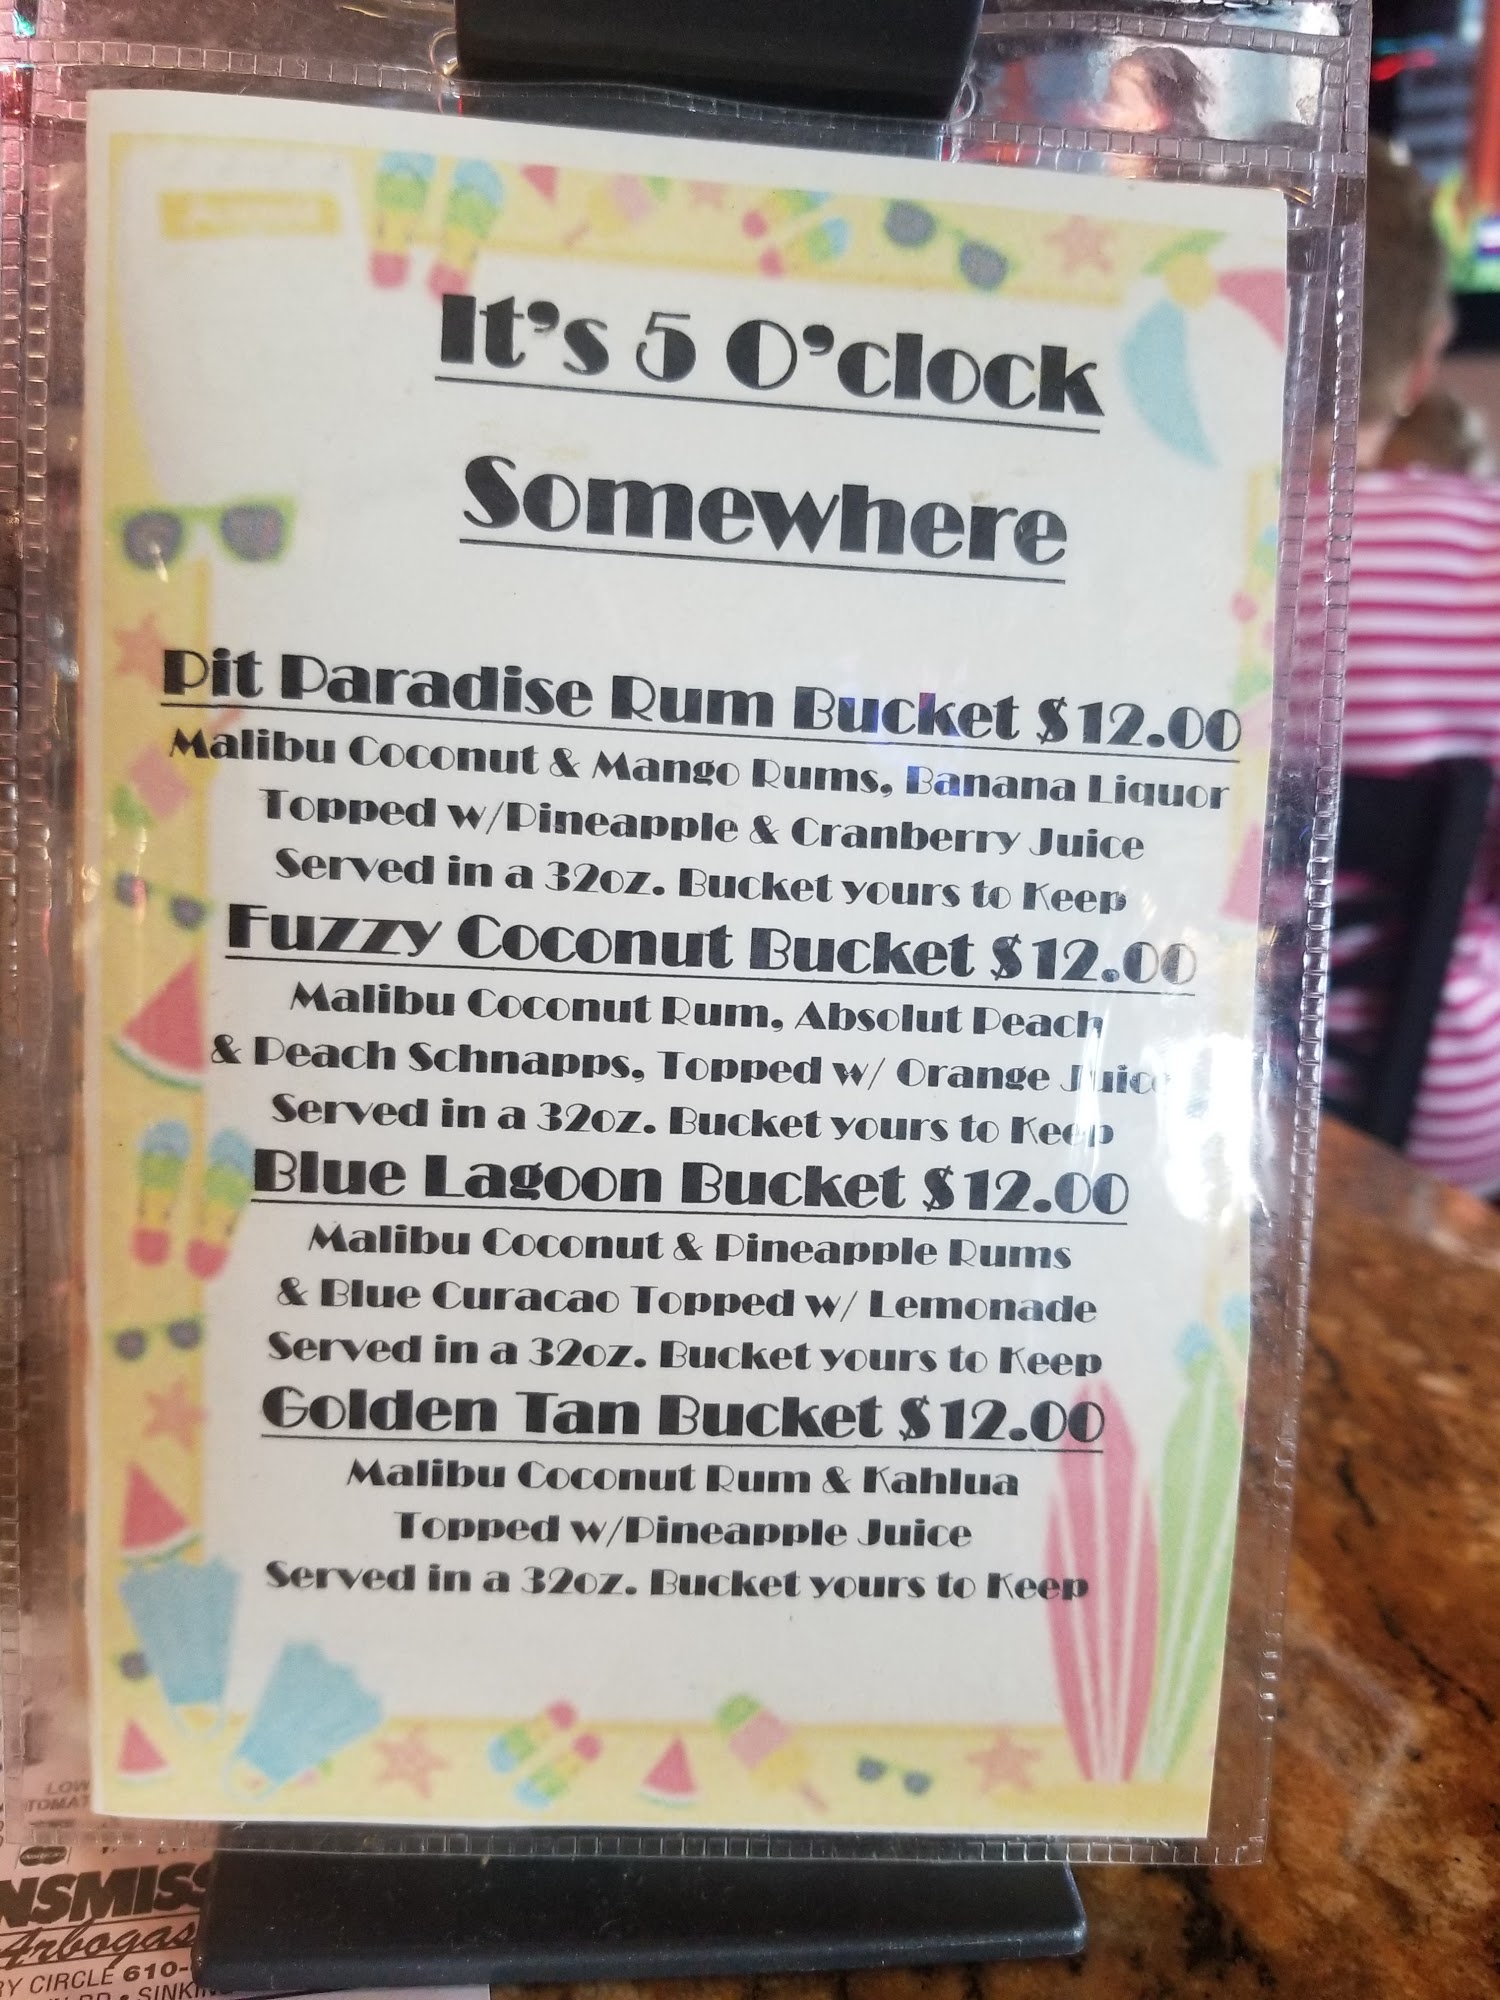 It's 5 O'clock
Somewhere
Pit Paradise Rum Bucket $12.00
Malibu Coconut & Mango Rums, Banana Liquor
Topped w/Pineapple & Cranberry Juice
Served in a 32oz. Bucket yours to Keep
Fuzzy Coconut Bucket $12.00
Malibu Coconut Rum, Absolut Peach
& Peach Schnapps, Topped w/ Orange Juice
Served in a 32oz. Bucket yours to Keep
Blue Lagoon Bucket $12.00
Malibu Coconut & Pineapple Rums
& Blue Curacao Topped w/ Lemonade
Served in a 32oz. Bucket yours to Keep
Golden Tan Bucket $12.00
Malibu Coconut Rum & Kahlua
Topped w/Pineapple Juice
Served in a 32oz. Bucket yours to Keep
LOW
CIRCLE 610-